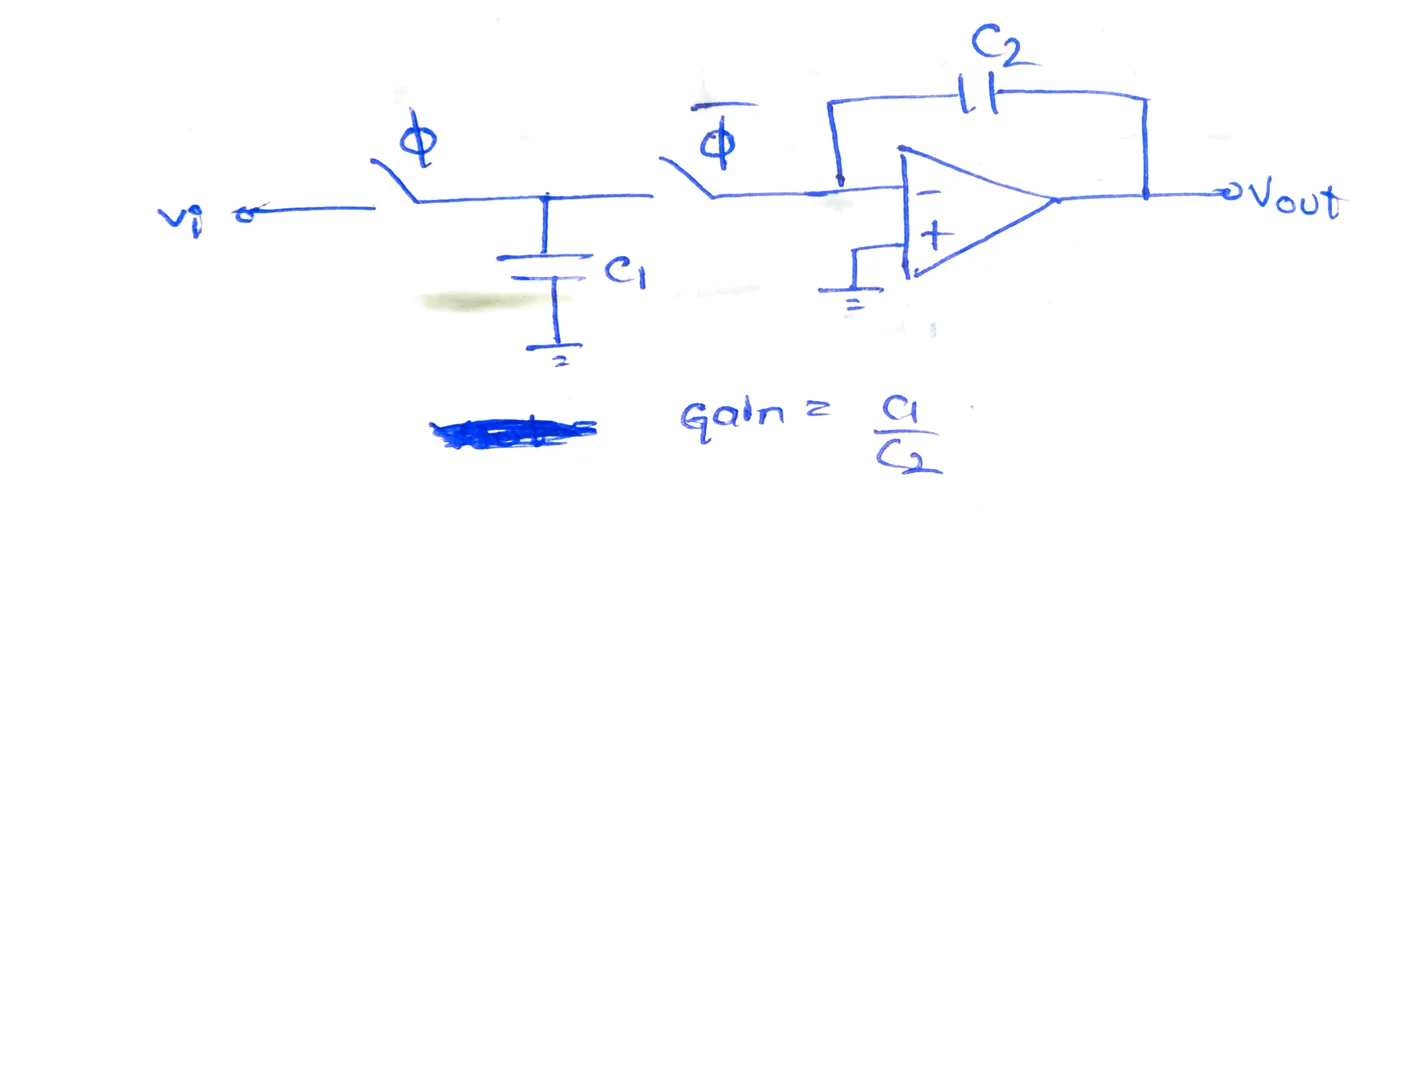 C2
ϕ
ϕ̅
vi
Vout
-
+
C1
gain = C1/C2